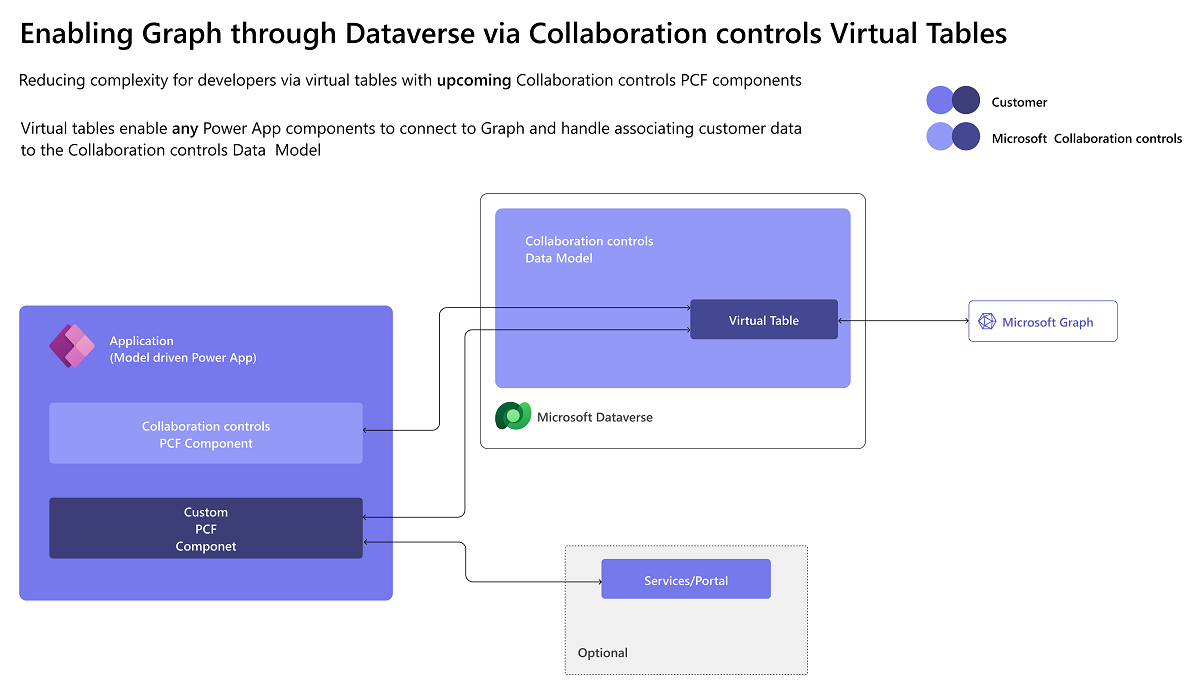 Enabling Graph through Dataverse via Collaboration controls Virtual Tables
Reducing complexity for developers via virtual tables with upcoming Collaboration controls PCF components
Virtual tables enable any Power App components to connect to Graph and handle associating customer data
to the Collaboration controls Data Model
Customer
Microsoft Collaboration controls
Collaboration controls
Data Model
Virtual Table
Microsoft Graph
Microsoft Dataverse
Application
(Model driven Power App)
Collaboration controls
PCF Component
Custom
PCF
Componet
Services/Portal
Optional